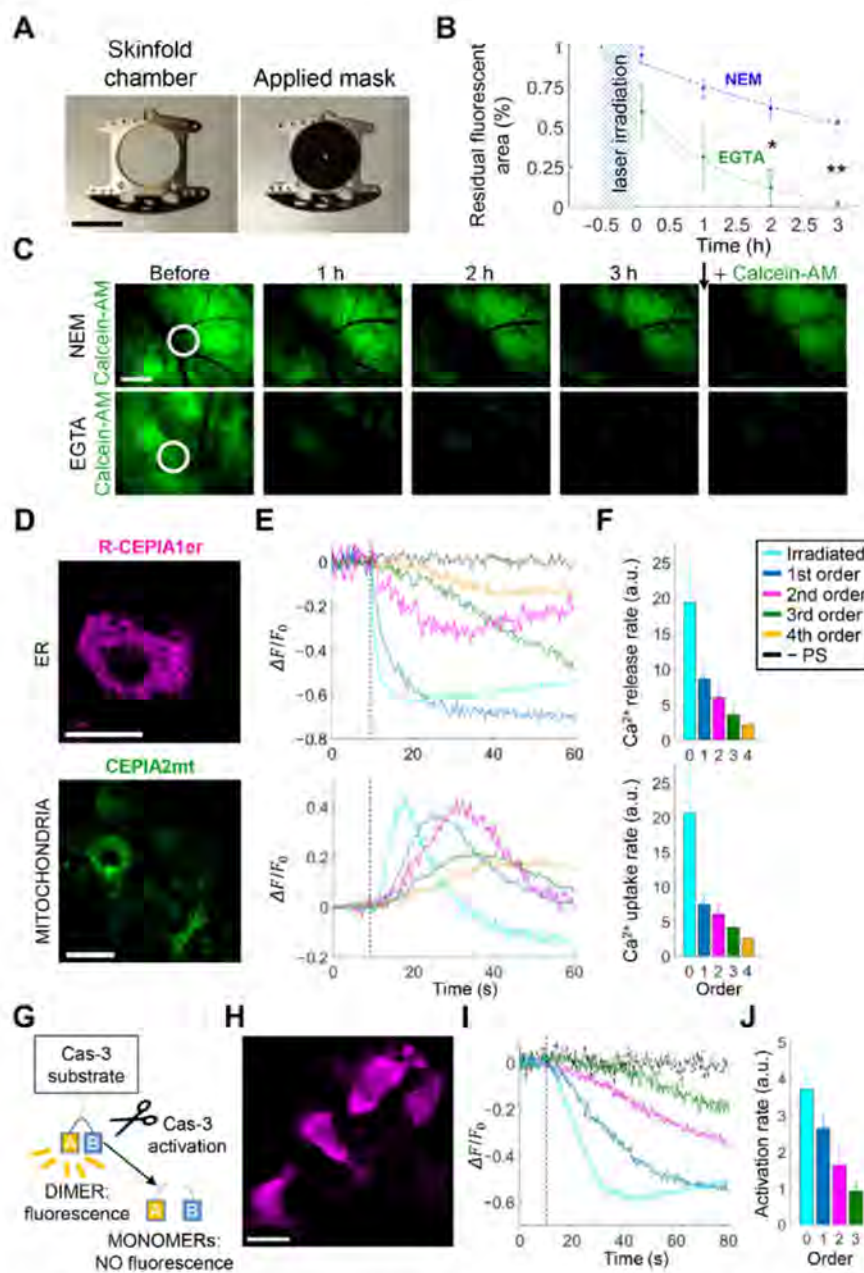 A
Skinfold
chamber
Applied mask
B
Residual fluorescent
area (%)
1
0.75
0.5
0.25
0
laser irradiation
NEM
EGTA
*
**
−0.5 0 0.5 1 1.5 2 2.5 3
Time (h)
C
Before
1 h
2 h
3 h
+ Calcein-AM
NEM
Calcein-AM
EGTA
Calcein-AM
D
R-CEPIA1er
ER
CEPIA2mt
MITOCHONDRIA
E
ΔF/F0
0
−0.2
−0.4
−0.6
−0.8
0 20 40 60
ΔF/F0
0.4
0.2
0
−0.2
0 20 40 60
Time (s)
F
Ca2+ release rate (a.u.)
25
20
15
10
5
0
0 1 2 3 4
Ca2+ uptake rate (a.u.)
25
20
15
10
5
0
0 1 2 3 4
Order
Irradiated
1st order
2nd order
3rd order
4th order
− PS
G
Cas-3
substrate
Cas-3
activation
A B
DIMER:
fluorescence
A B
MONOMERs:
NO fluorescence
H
I
ΔF/F0
0
−0.2
−0.4
−0.6
0 20 40 60 80
Time (s)
J
Activation rate (a.u.)
5
4
3
2
1
0
0 1 2 3
Order